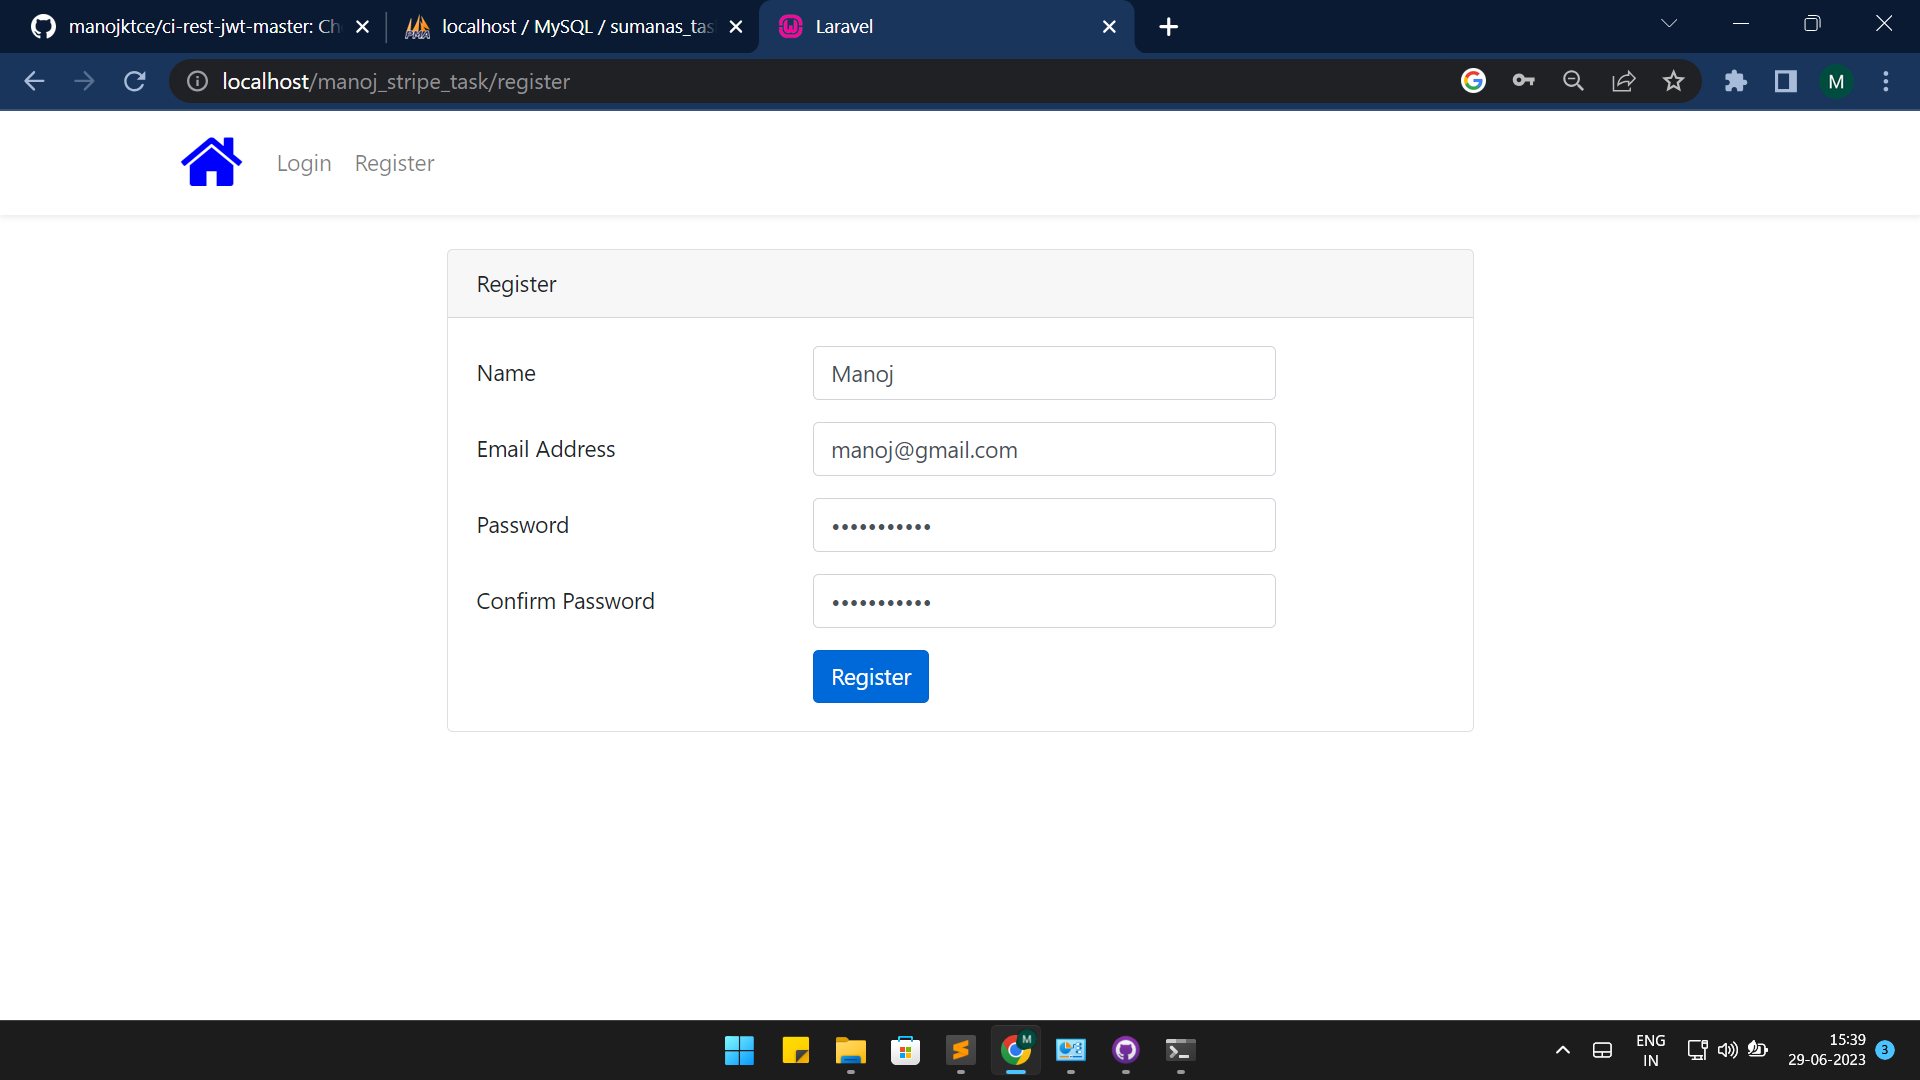 manojktce/ci-rest-jwt-master: Ch
localhost / MySQL / sumanas_tas
Laravel
localhost/manoj_stripe_task/register
M
Login Register
Register
Name Manoj
Email Address manoj@gmail.com
Password •••••••••••
Confirm Password •••••••••••
Register
M
ENG
IN
15:39
29-06-2023
3